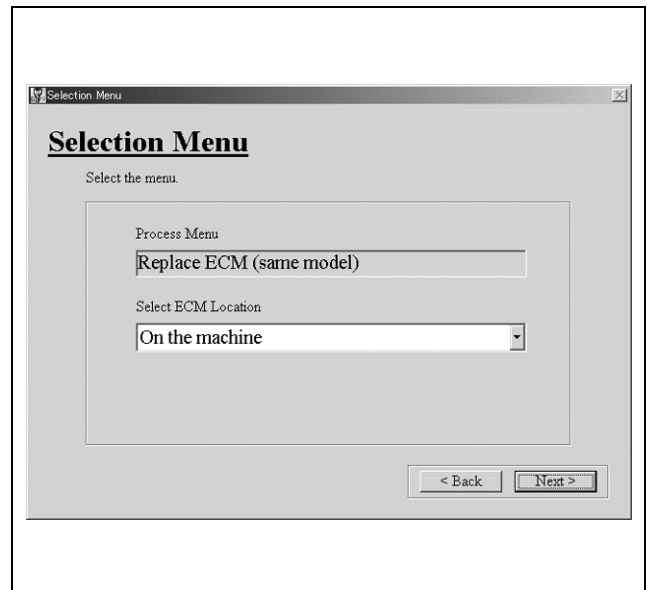 Selection Menu
Selection Menu
Select the menu.
Process Menu
Replace ECM (same model)
Select ECM Location
On the machine
< Back
Next >